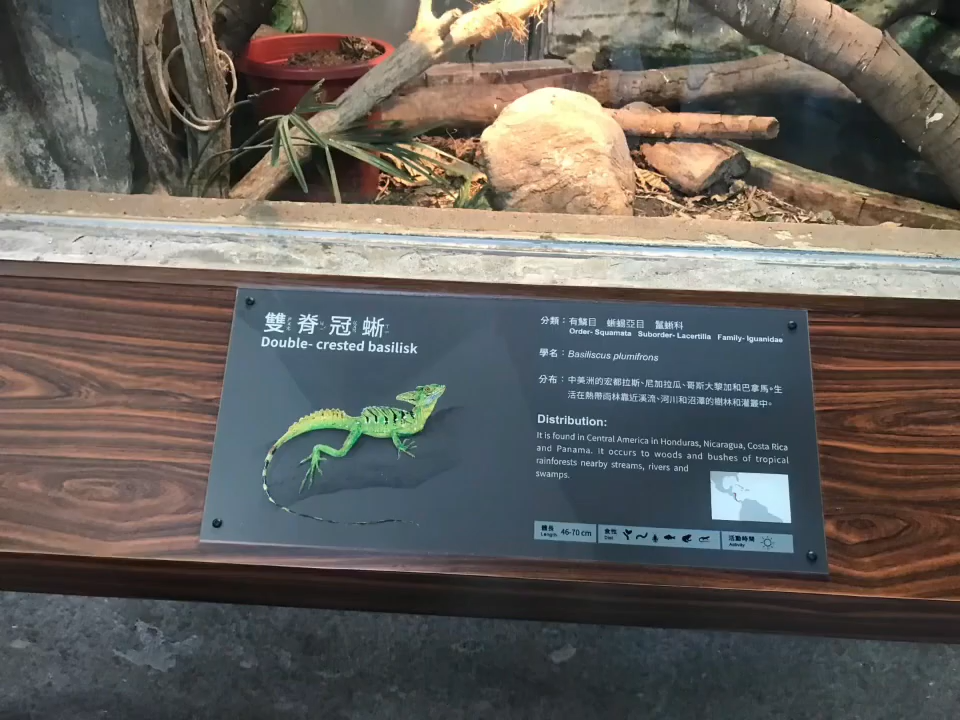 雙脊冠蜥
Double- crested basilisk
分類：有鱗目 蜥蜴亞目 鬣蜥科
Order- Squamata Suborder- Lacertilia Family- Iguanidae
學名：Basiliscus plumifrons
分布：中美洲的宏都拉斯、尼加拉瓜、哥斯大黎加和巴拿馬。生
活在熱帶雨林靠近溪流、河川和沼澤的樹林和灌叢中。
Distribution:
It is found in Central America in Honduras, Nicaragua, Costa Rica
and Panama. It occurs to woods and bushes of tropical
rainforests nearby streams, rivers and
swamps.
體長 46-70 cm 食性 活動時間
Length Diet Activity